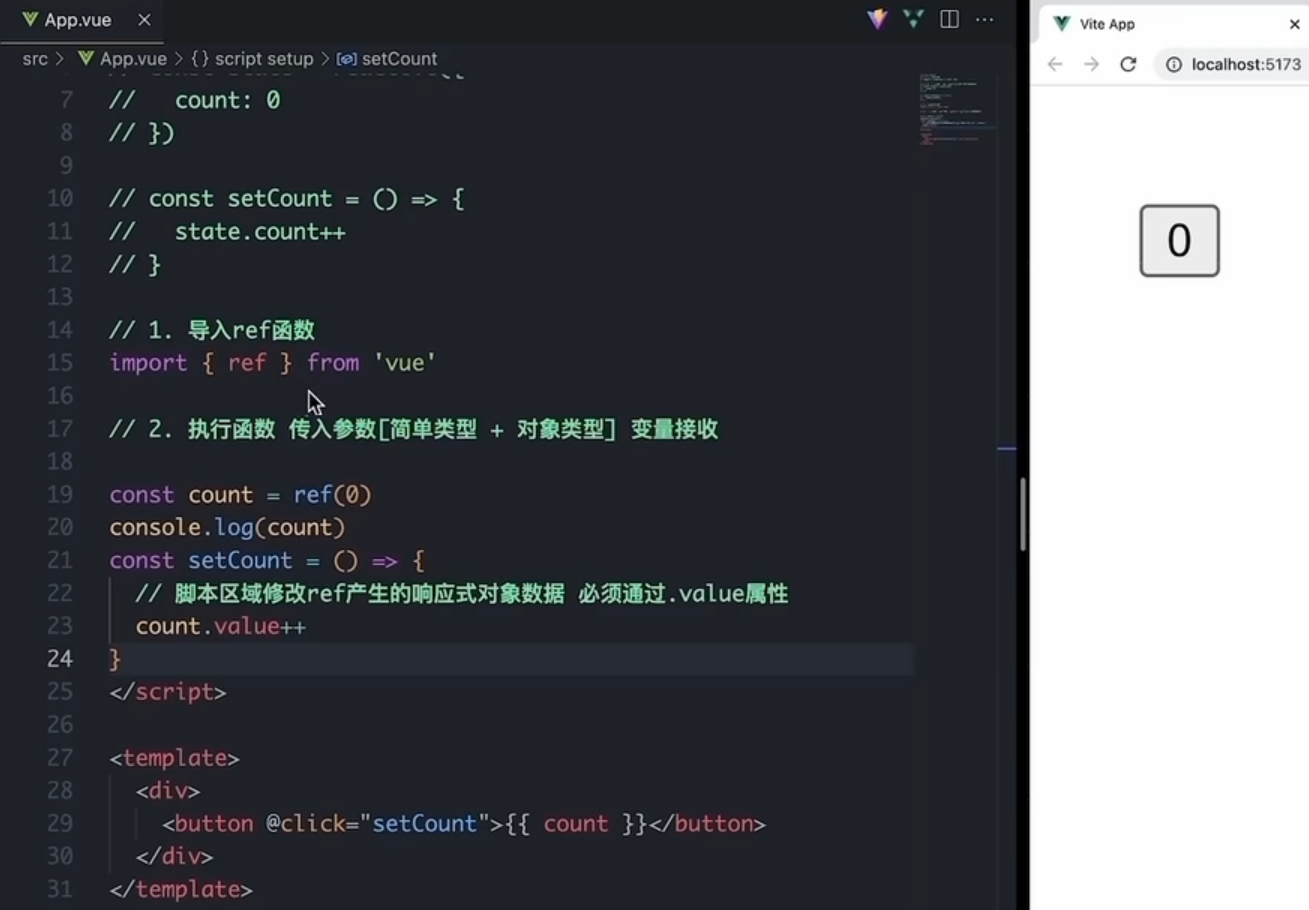 App.vue
src > App.vue > {} script setup > setCount
7 //   count: 0
8 // })
9
10 // const setCount = () => {
11 //   state.count++
12 // }
13
14 // 1. 导入ref函数
15 import { ref } from 'vue'
16
17 // 2. 执行函数 传入参数[简单类型 + 对象类型] 变量接收
18
19 const count = ref(0)
20 console.log(count)
21 const setCount = () => {
22   // 脚本区域修改ref产生的响应式对象数据 必须通过.value属性
23   count.value++
24 }
25 </script>
26
27 <template>
28   <div>
29     <button @click="setCount">{{ count }}</button>
30   </div>
31 </template>
Vite App
localhost:5173
0